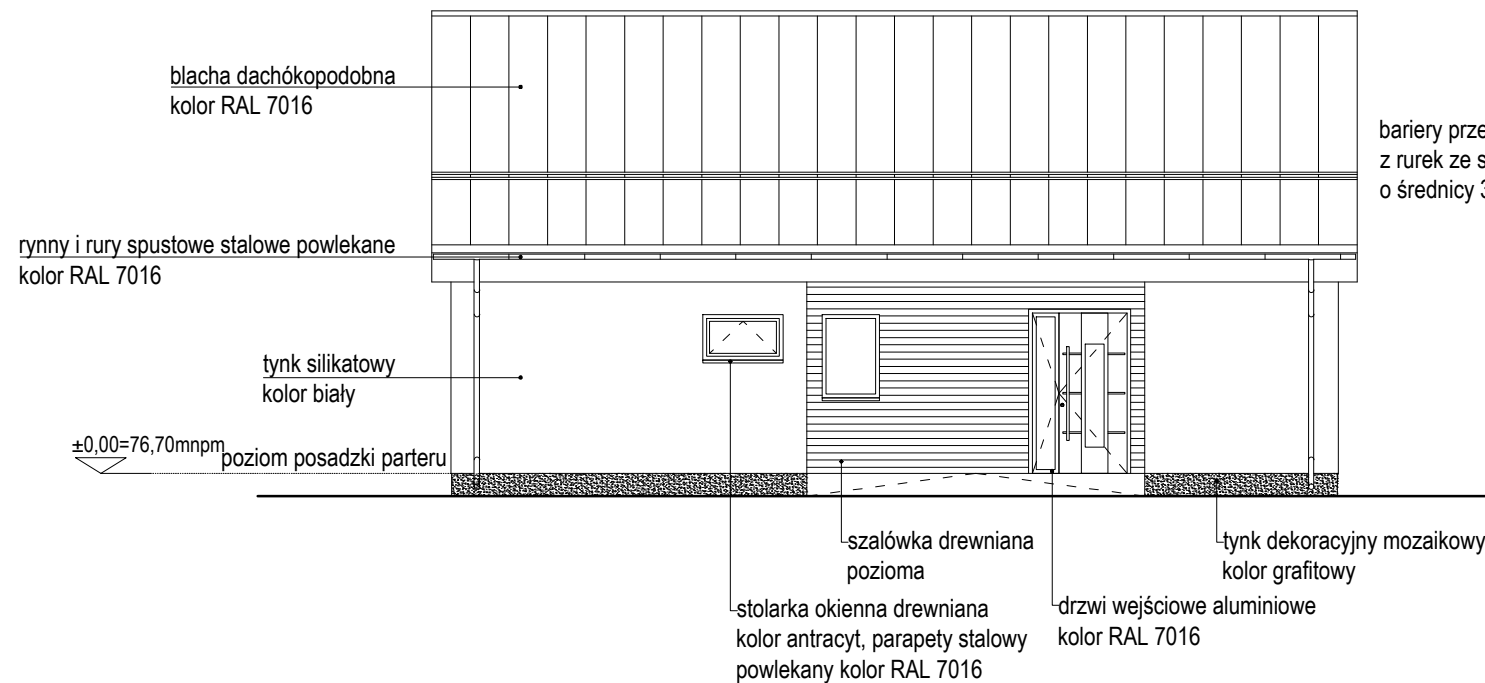 blacha dachókopodobna
kolor RAL 7016
bariery prze
z rurek ze s
o średnicy 3
rynny i rury spustowe stalowe powlekane
kolor RAL 7016
tynk silikatowy
kolor biały
±0,00=76,70mnpm
poziom posadzki parteru
szalówka drewniana
pozioma
tynk dekoracyjny mozaikowy
kolor grafitowy
stolarka okienna drewniana
kolor antracyt, parapety stalowy
powlekany kolor RAL 7016
drzwi wejściowe aluminiowe
kolor RAL 7016